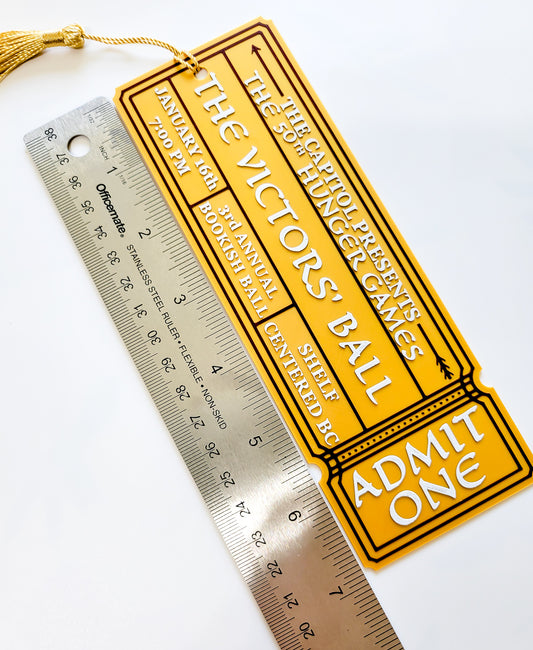 THE CAPITOL PRESENTS
THE 50TH HUNGER GAMES
THE VICTORS' BALL
JANUARY 16th
7:00 PM
3rd ANNUAL
BOOKISH BALL
SHELF
CENTERED BC
ADMIT
ONE
INCH 1/16
1 2 3 4 5 6 7
Officemate®
STAINLESS STEEL RULER • FLEXIBLE • NON-SKID
38 37 36 35 34 33 32 31 30 29 28 27 26 25 24 23 22 21 20